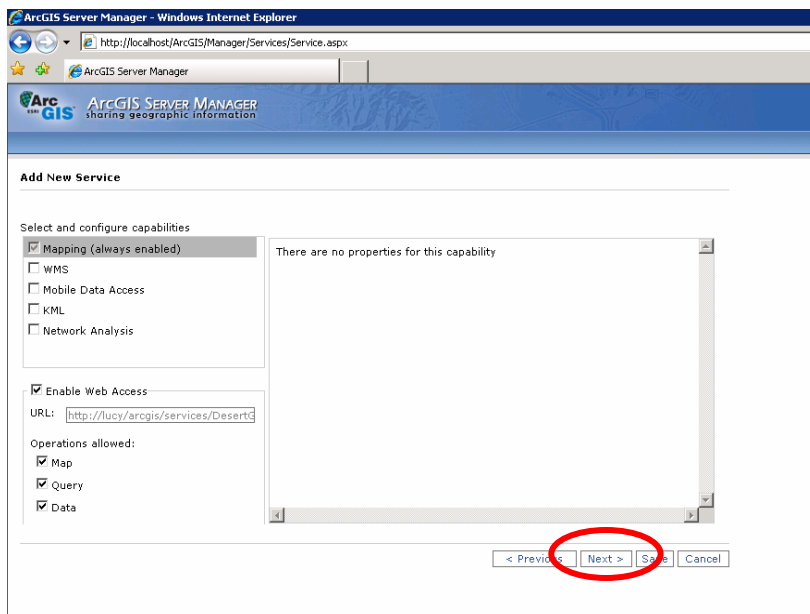 ArcGIS Server Manager - Windows Internet Explorer
http://localhost/ArcGIS/Manager/Services/Service.aspx
ArcGIS Server Manager
Arc GIS ESRI
ArcGIS Server Manager
sharing geographic information
Add New Service
Select and configure capabilities
Mapping (always enabled)
WMS
Mobile Data Access
KML
Network Analysis
There are no properties for this capability
Enable Web Access
URL: http://lucy/arcgis/services/DesertG
Operations allowed:
Map
Query
Data
< Previous Next > Save Cancel